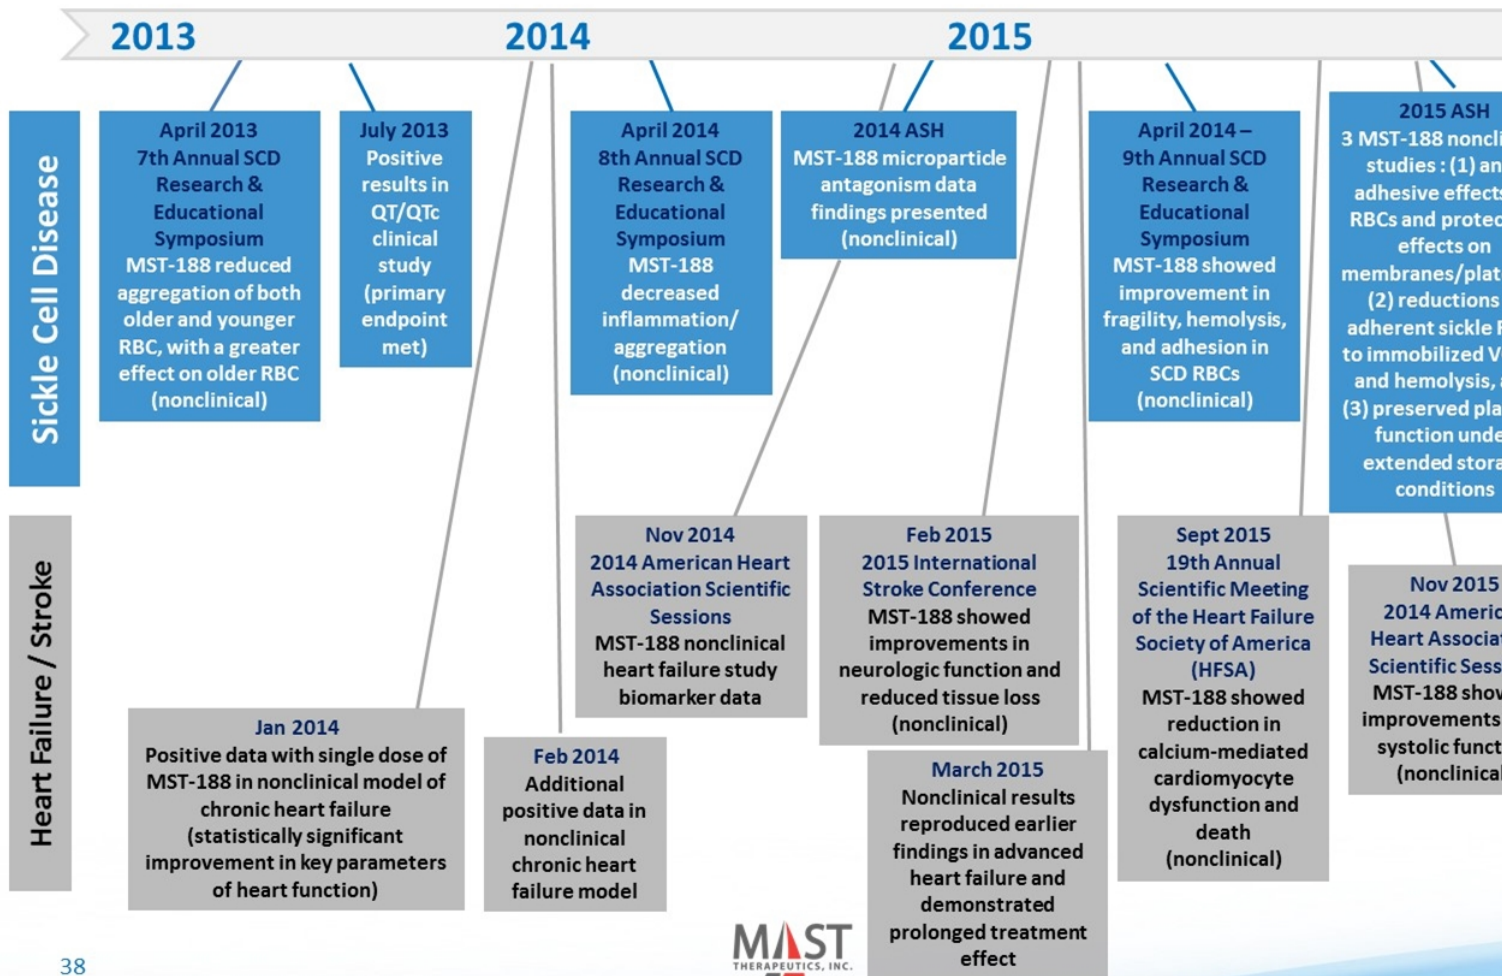 2013
2014
2015
Sickle Cell Disease
April 2013
7th Annual SCD
Research &
Educational
Symposium
MST-188 reduced
aggregation of both
older and younger
RBC, with a greater
effect on older RBC
(nonclinical)
July 2013
Positive
results in
QT/QTc
clinical
study
(primary
endpoint
met)
April 2014
8th Annual SCD
Research &
Educational
Symposium
MST-188
decreased
inflammation/
aggregation
(nonclinical)
2014 ASH
MST-188 microparticle
antagonism data
findings presented
(nonclinical)
April 2014 –
9th Annual SCD
Research &
Educational
Symposium
MST-188 showed
improvement in
fragility, hemolysis,
and adhesion in
SCD RBCs
(nonclinical)
2015 ASH
3 MST-188 nonclini
studies : (1) an
adhesive effects
RBCs and protec
effects on
membranes/plat
(2) reductions
adherent sickle
to immobilized V
and hemolysis,
(3) preserved pla
function unde
extended stora
conditions
Heart Failure / Stroke
Jan 2014
Positive data with single dose of
MST-188 in nonclinical model of
chronic heart failure
(statistically significant
improvement in key parameters
of heart function)
Feb 2014
Additional
positive data in
nonclinical
chronic heart
failure model
Nov 2014
2014 American Heart
Association Scientific
Sessions
MST-188 nonclinical
heart failure study
biomarker data
Feb 2015
2015 International
Stroke Conference
MST-188 showed
improvements in
neurologic function and
reduced tissue loss
(nonclinical)
March 2015
Nonclinical results
reproduced earlier
findings in advanced
heart failure and
demonstrated
prolonged treatment
effect
Sept 2015
19th Annual
Scientific Meeting
of the Heart Failure
Society of America
(HFSA)
MST-188 showed
reduction in
calcium-mediated
cardiomyocyte
dysfunction and
death
(nonclinical)
Nov 2015
2014 Americ
Heart Associat
Scientific Sess
MST-188 show
improvements
systolic functi
(nonclinical
38
MAST
THERAPEUTICS, INC.